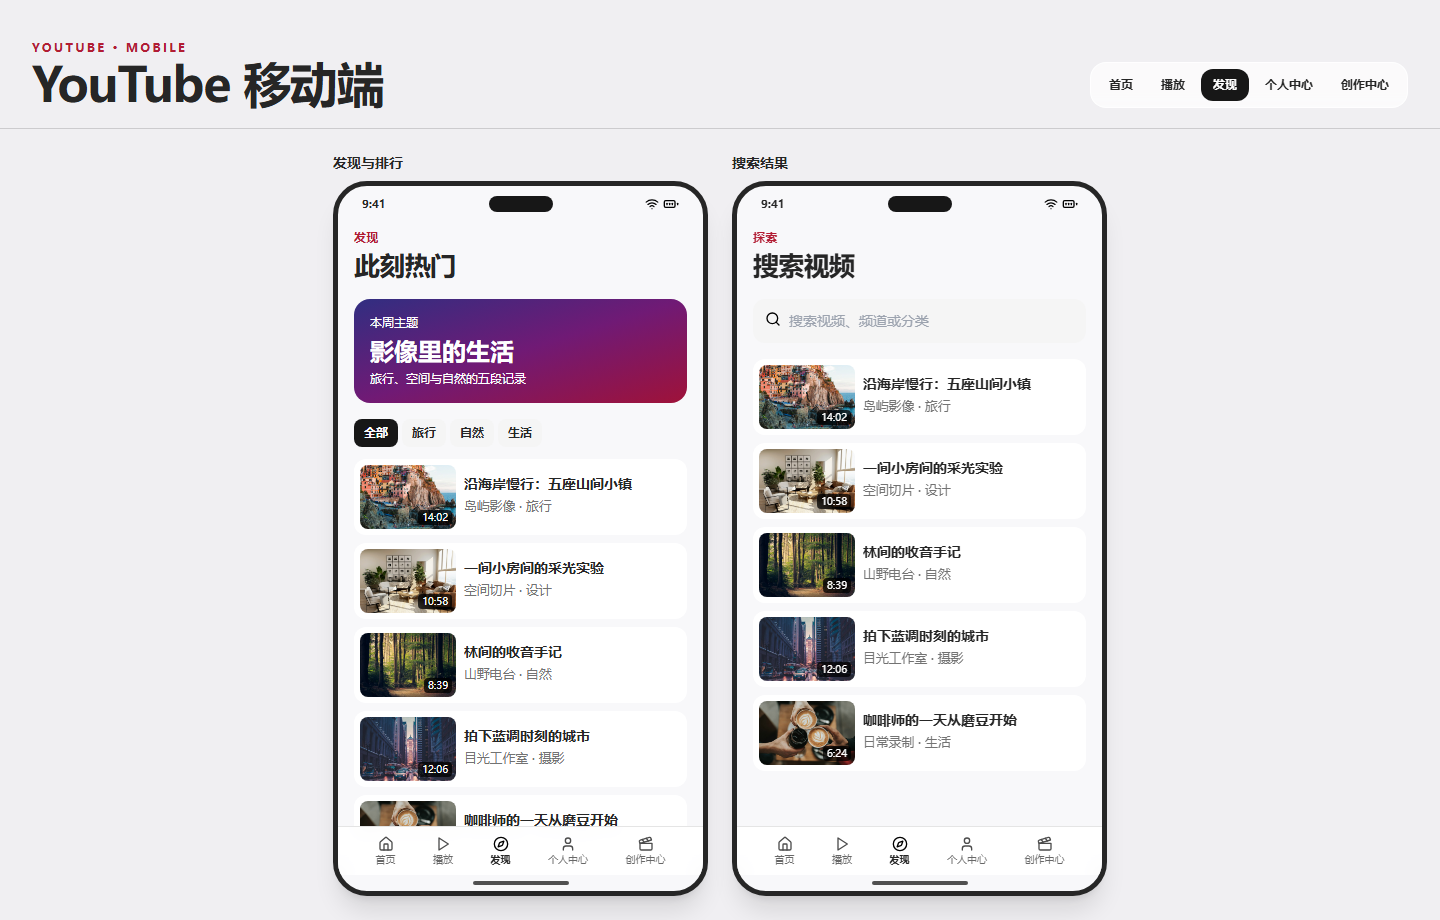 YOUTUBE • MOBILE
YouTube 移动端
首页 播放 发现 个人中心 创作中心
发现与排行
9:41
发现
此刻热门
本周主题
影像里的生活
旅行、空间与自然的五段记录
全部 旅行 自然 生活
沿海岸慢行：五座山间小镇
岛屿影像 · 旅行
14:02
一间小房间的采光实验
空间切片 · 设计
10:58
林间的收音手记
山野电台 · 自然
8:39
拍下蓝调时刻的城市
目光工作室 · 摄影
12:06
咖啡师的一天从磨豆开始
首页 播放 发现 个人中心 创作中心
搜索结果
9:41
探索
搜索视频
搜索视频、频道或分类
沿海岸慢行：五座山间小镇
岛屿影像 · 旅行
14:02
一间小房间的采光实验
空间切片 · 设计
10:58
林间的收音手记
山野电台 · 自然
8:39
拍下蓝调时刻的城市
目光工作室 · 摄影
12:06
咖啡师的一天从磨豆开始
日常录制 · 生活
6:24
首页 播放 发现 个人中心 创作中心